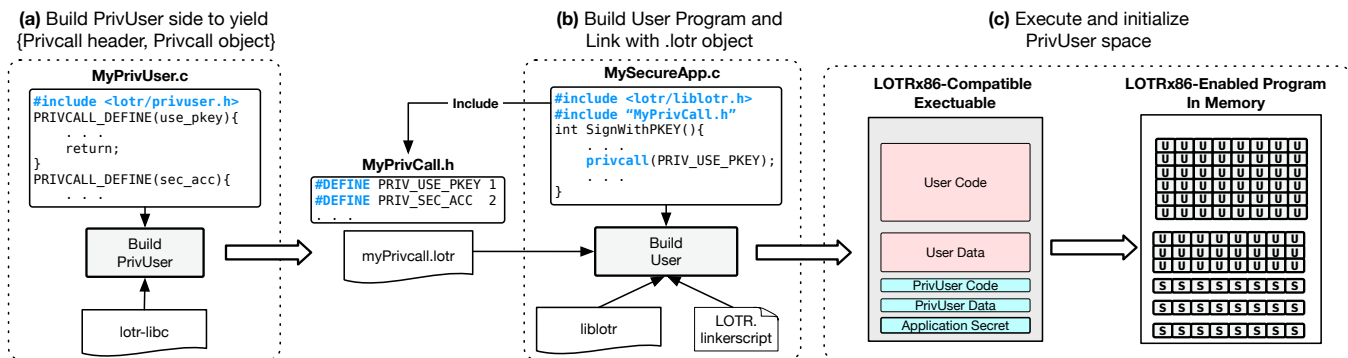 (a) Build PrivUser side to yield
{Privcall header, Privcall object}
MyPrivUser.c
#include <lotr/privuser.h>
PRIVCALL_DEFINE(use_pkey){
. . .
return;
}
PRIVCALL_DEFINE(sec_acc){
. . .
Build
PrivUser
lotr-libc
Include
MyPrivCall.h
#DEFINE PRIV_USE_PKEY 1
#DEFINE PRIV_SEC_ACC 2
. . .
myPrivcall.lotr
(b) Build User Program and
Link with .lotr object
MySecureApp.c
#include <lotr/liblotr.h>
#include “MyPrivCall.h”
int SignWithPKEY(){
. . .
privcall(PRIV_USE_PKEY);
. . .
}
Build
User
liblotr
LOTR.
linkerscript
(c) Execute and initialize
PrivUser space
LOTRx86-Compatible
Exectuable
User Code
User Data
PrivUser Code
PrivUser Data
Application Secret
LOTRx86-Enabled Program
In Memory
U U U U U U U U
U U U U U U U U
U U U U U U U U
U U U U U U U U
U U U U U U U U
U U U U U U U U
U U U U U U U U
U U U U U U U U
U U U U U U U U
S S S S S S S S
S S S S S S S S
S S S S S S S S